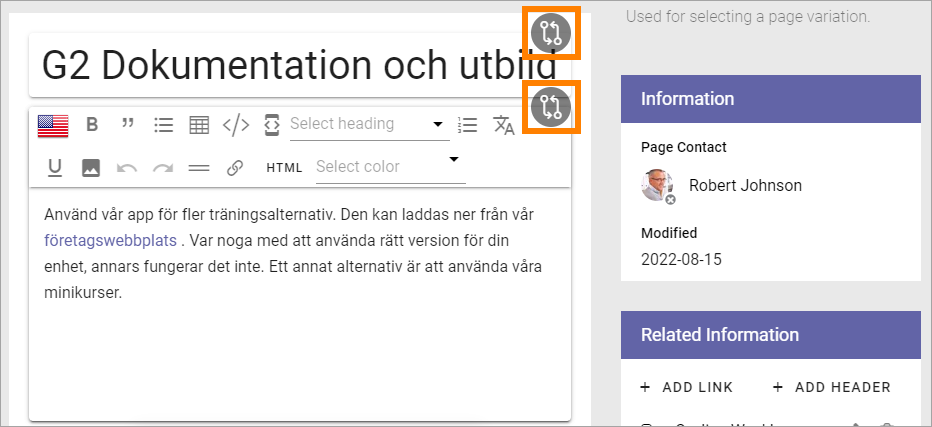 Used for selecting a page variation.
G2 Dokumentation och utbild
B ” </> Select heading
U HTML Select color
Använd vår app för fler träningsalternativ. Den kan laddas ner från vår
företagswebbplats . Var noga med att använda rätt version för din
enhet, annars fungerar det inte. Ett annat alternativ är att använda våra
minikurser.
Information
Page Contact
Robert Johnson
Modified
2022-08-15
Related Information
+ ADD LINK + ADD HEADER